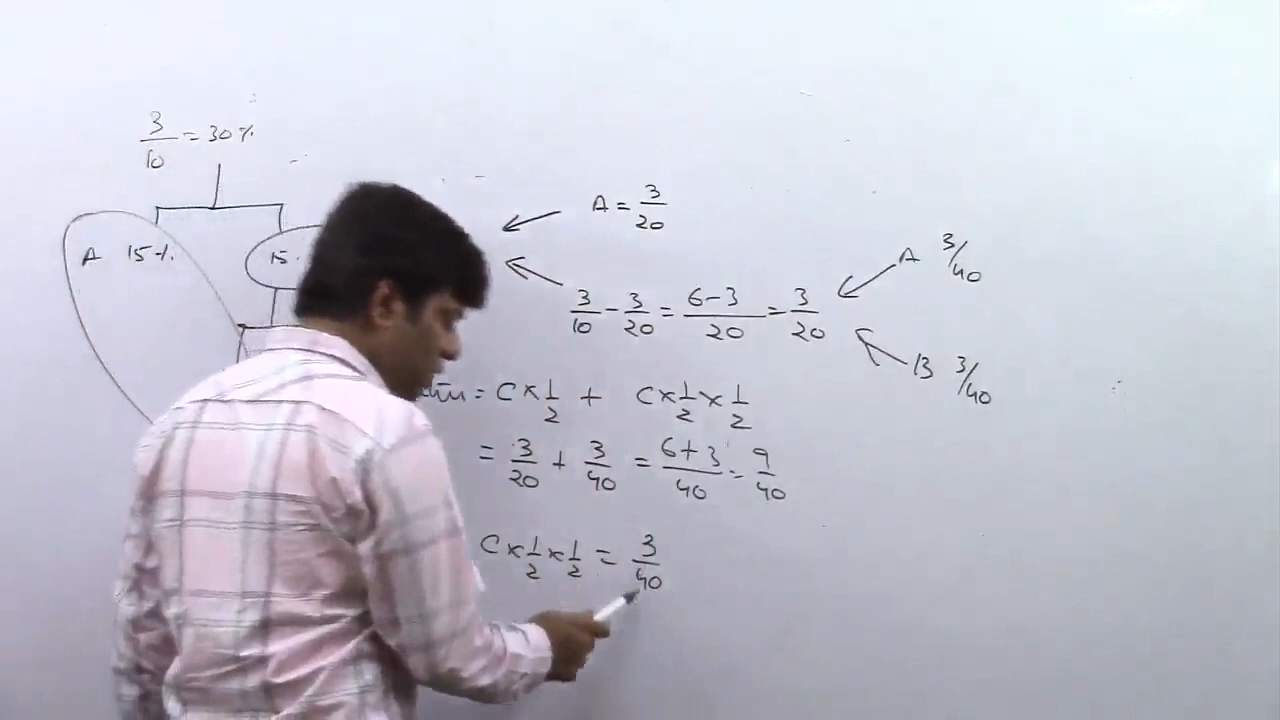 3/10 = 30%
A = 3/20
A 15%
15
A 3/40
3/10 - 3/20 = 6-3/20 = 3/20
B 3/40
= C × 1/2 + C × 1/2 × 1/2
= 3/20 + 3/40 = 6+3/40 = 9/40
C × 1/2 × 1/2 = 3/40